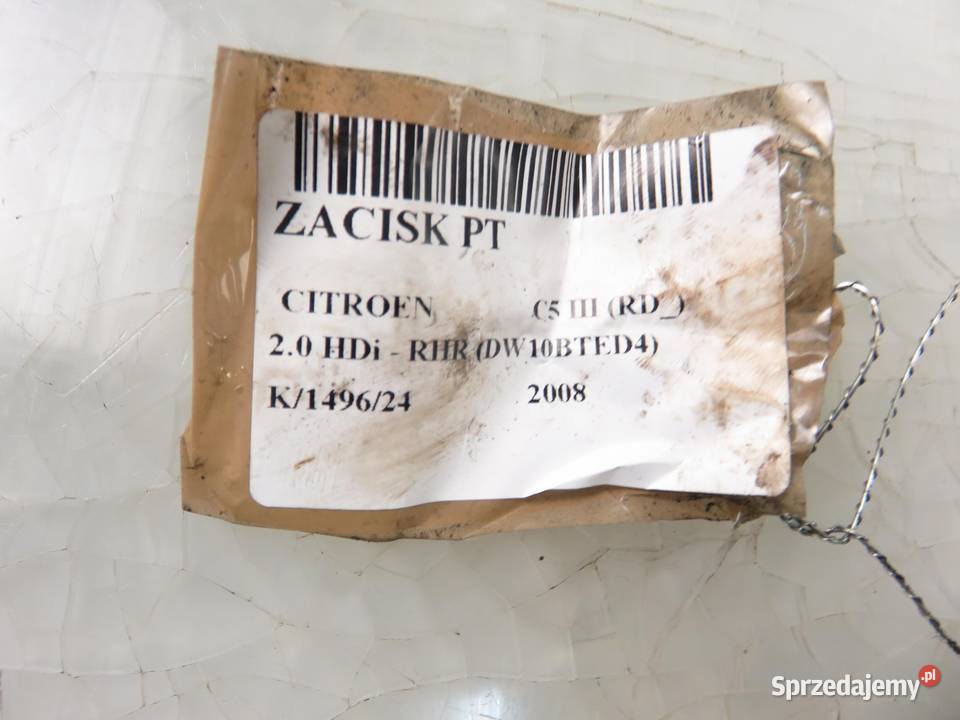 ZACISK PT
CITROEN C5 III (RD_)
2.0 HDi - RHR (DW10BTED4)
K/1496/24 2008
Sprzedajemy.pl